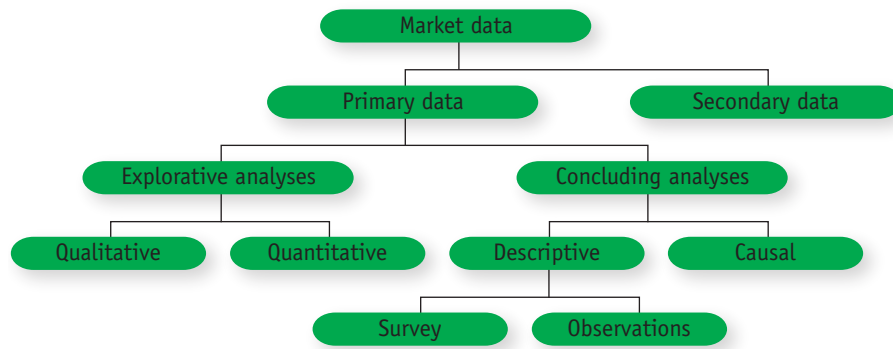 Market data
Primary data
Secondary data
Explorative analyses
Concluding analyses
Qualitative
Quantitative
Descriptive
Causal
Survey
Observations